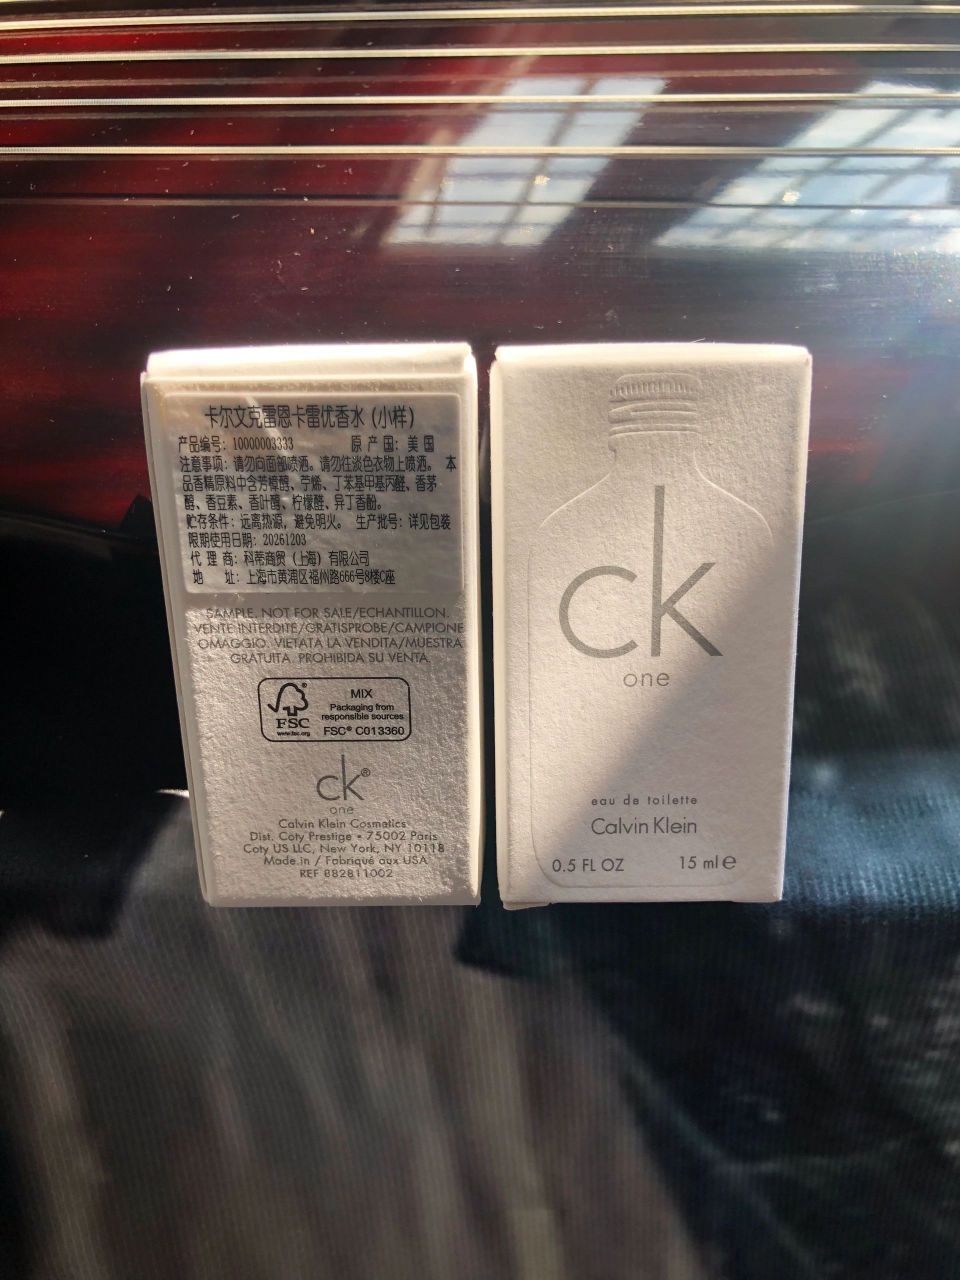 卡尔文克雷恩卡雷优香水 (小样)
产品编号: 10000003333 原 产 国: 美 国
注意事项: 请勿向面部喷洒。请勿往淡色衣物上喷洒。 本
品香精原料中含芳樟醇、苧烯、丁苯基甲基丙醛、香茅
醇、香豆素、香叶醇、柠檬醛、异丁香酚。
贮存条件: 远离热源, 避免明火。 生产批号: 详见包装
限期使用日期: 20261203
代 理 商: 科蒂商贸 (上海) 有限公司
地 址: 上海市黄浦区福州路666号8楼C座
SAMPLE. NOT FOR SALE/ECHANTILLON.
VENTE INTERDITE/GRATISPROBE/CAMPIONE
OMAGGIO. VIETATA LA VENDITA/MUESTRA
GRATUITA. PROHIBIDA SU VENTA.
FSC
www.fsc.org
MIX
Packaging from
responsible sources
FSC® C013360
ck®
one
Calvin Klein Cosmetics
Dist. Coty Prestige • 75002 Paris
Coty US LLC, New York, NY 10118
Made in / Fabriqué aux USA
REF 882811002
ck
one
eau de toilette
Calvin Klein
0.5 FL OZ 15 ml e